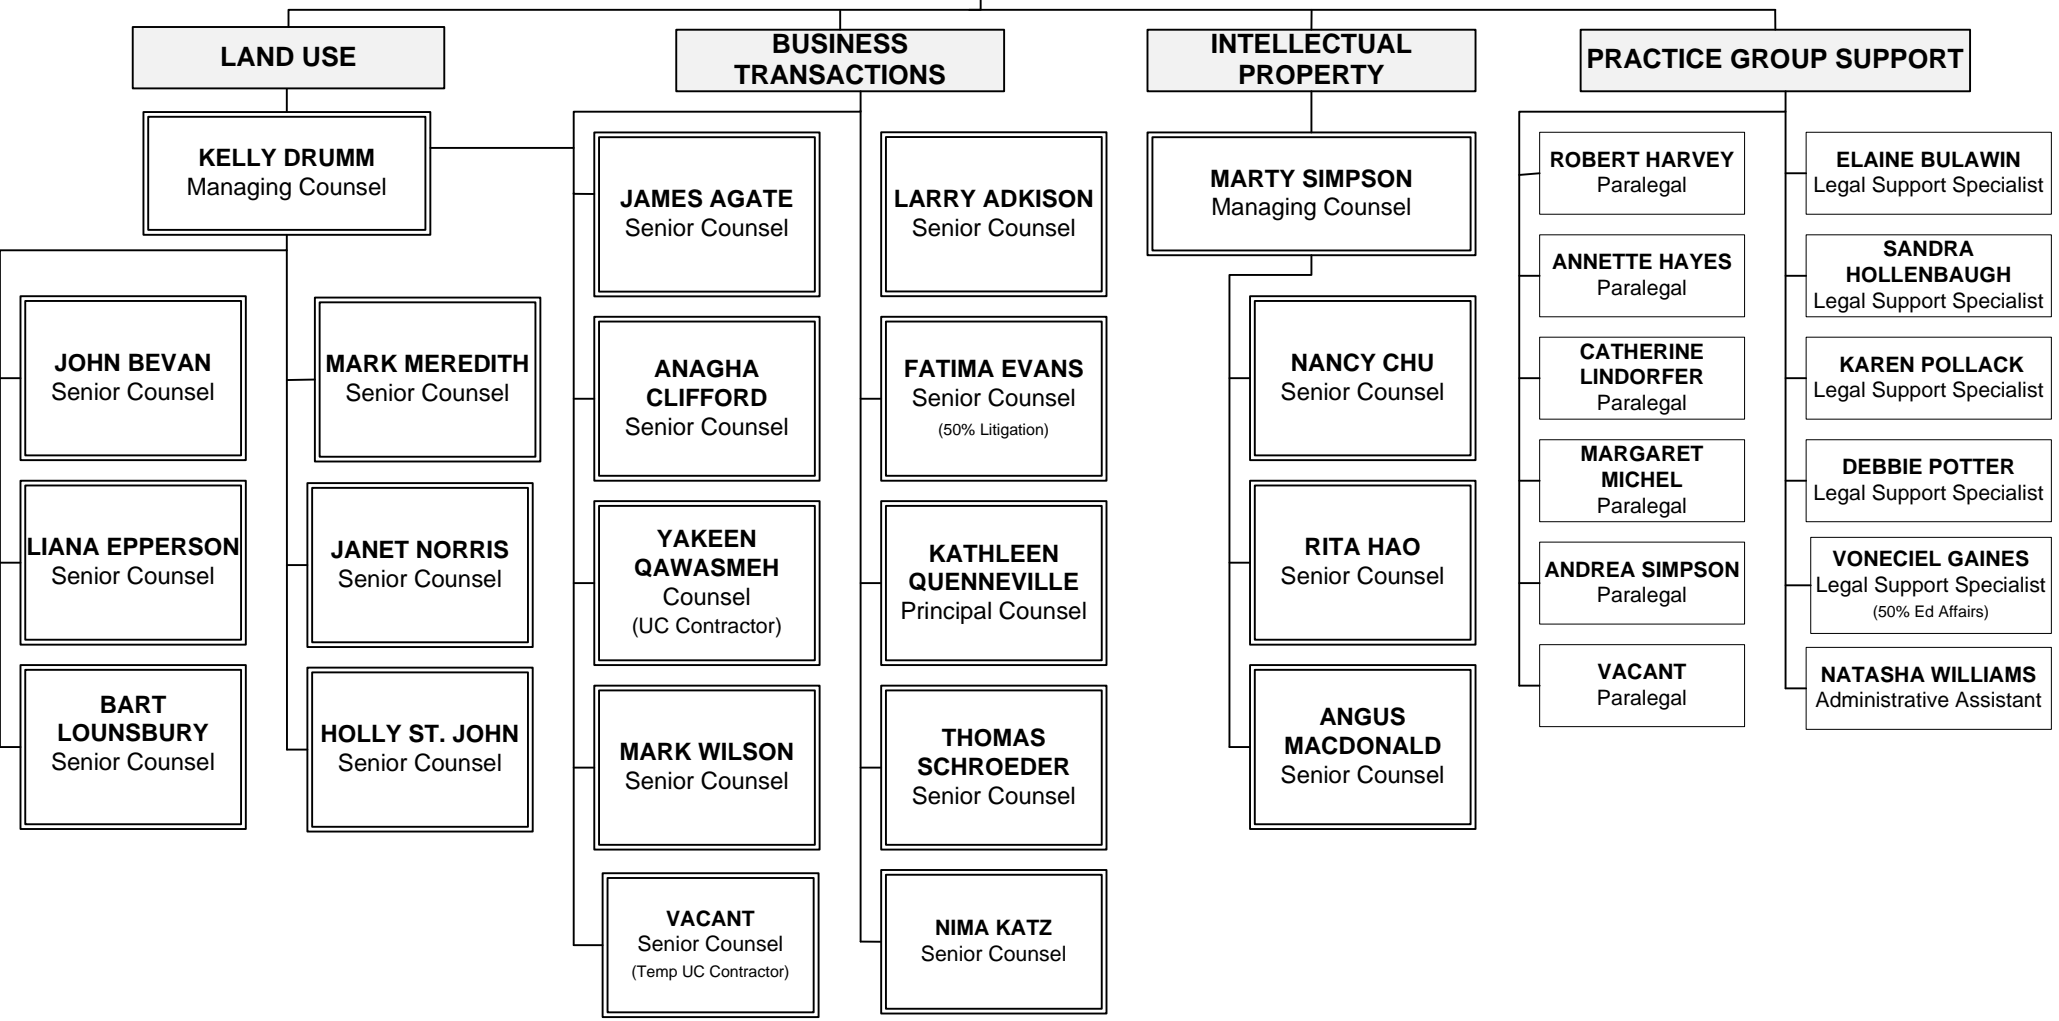 LAND USE
KELLY DRUMM
Managing Counsel
JOHN BEVAN
Senior Counsel
LIANA EPPERSON
Senior Counsel
BART
LOUNSBURY
Senior Counsel
MARK MEREDITH
Senior Counsel
JANET NORRIS
Senior Counsel
HOLLY ST. JOHN
Senior Counsel
BUSINESS
TRANSACTIONS
JAMES AGATE
Senior Counsel
ANAGHA
CLIFFORD
Senior Counsel
YAKEEN
QAWASMEH
Counsel
(UC Contractor)
MARK WILSON
Senior Counsel
VACANT
Senior Counsel
(Temp UC Contractor)
LARRY ADKISON
Senior Counsel
FATIMA EVANS
Senior Counsel
(50% Litigation)
KATHLEEN
QUENNEVILLE
Principal Counsel
THOMAS
SCHROEDER
Senior Counsel
NIMA KATZ
Senior Counsel
INTELLECTUAL
PROPERTY
MARTY SIMPSON
Managing Counsel
NANCY CHU
Senior Counsel
RITA HAO
Senior Counsel
ANGUS
MACDONALD
Senior Counsel
PRACTICE GROUP SUPPORT
ROBERT HARVEY
Paralegal
ANNETTE HAYES
Paralegal
CATHERINE
LINDORFER
Paralegal
MARGARET
MICHEL
Paralegal
ANDREA SIMPSON
Paralegal
VACANT
Paralegal
ELAINE BULAWIN
Legal Support Specialist
SANDRA
HOLLENBAUGH
Legal Support Specialist
KAREN POLLACK
Legal Support Specialist
DEBBIE POTTER
Legal Support Specialist
VONECIEL GAINES
Legal Support Specialist
(50% Ed Affairs)
NATASHA WILLIAMS
Administrative Assistant